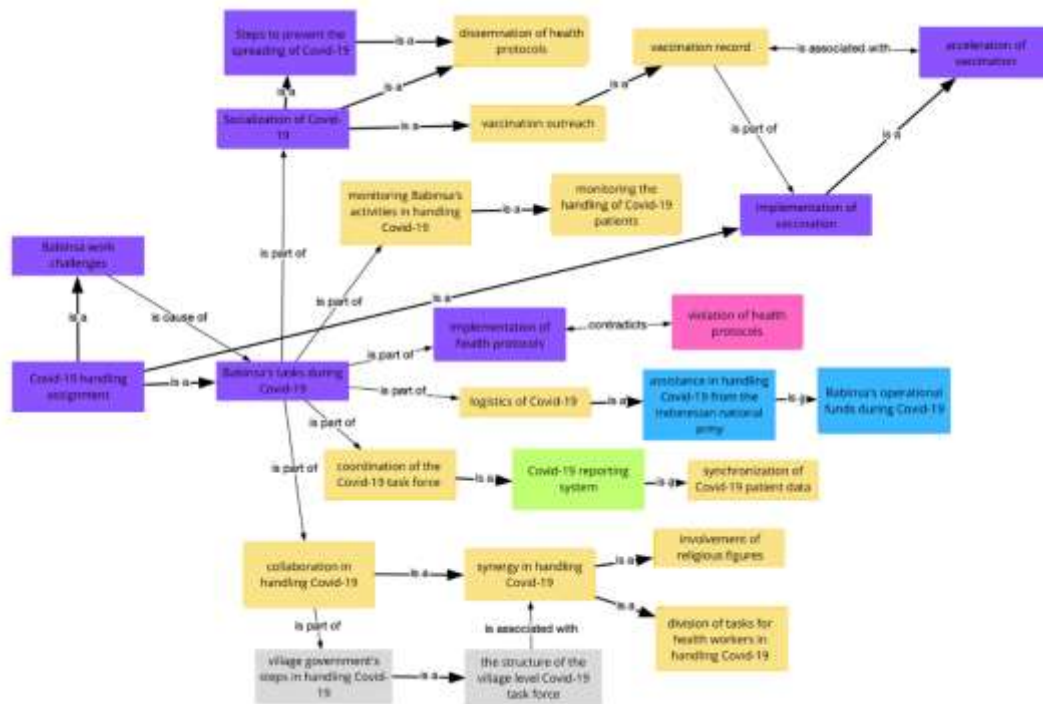 Steps to prevent the
spreading of Covid-19
is a
dissemnation of health
protocols
vaccination record
is associated with
acceleration of
vaccination
is a
is a
Socialization of Covid-
19
is a
vaccination outreach
is a
is part of
is a
monitoring Babinsa's
activities in handling
Covid-19
is a
monitoring the
handling of Covid-19
patients
implementation of
vaccination
Babinsa work
challenges
is part of
is part of
is a
is a
is cause of
implementation of
health protocols
contradicts
violation of health
protocols
is part of
Covid-19 handling
assignment
is a
Babinsa's tasks during
Covid-19
is part of
logistics of Covid-19
is a
assistance in handling
Covid-19 from the
Indonesian national
army
is a
Babinsa's operational
funds during Covid-19
is part of
is part of
coordination of the
Covid-19 task force
is a
Covid-19 reporting
system
is a
synchronization of
Covid-19 patient data
collaboration in
handling Covid-19
is a
synergy in handling
Covid-19
is a
involvement of
religious figures
is a
division of tasks for
health workers in
handling Covid-19
is part of
is associated with
village government's
steps in handling Covid-
19
is a
the structure of the
village level Covid-19
task force